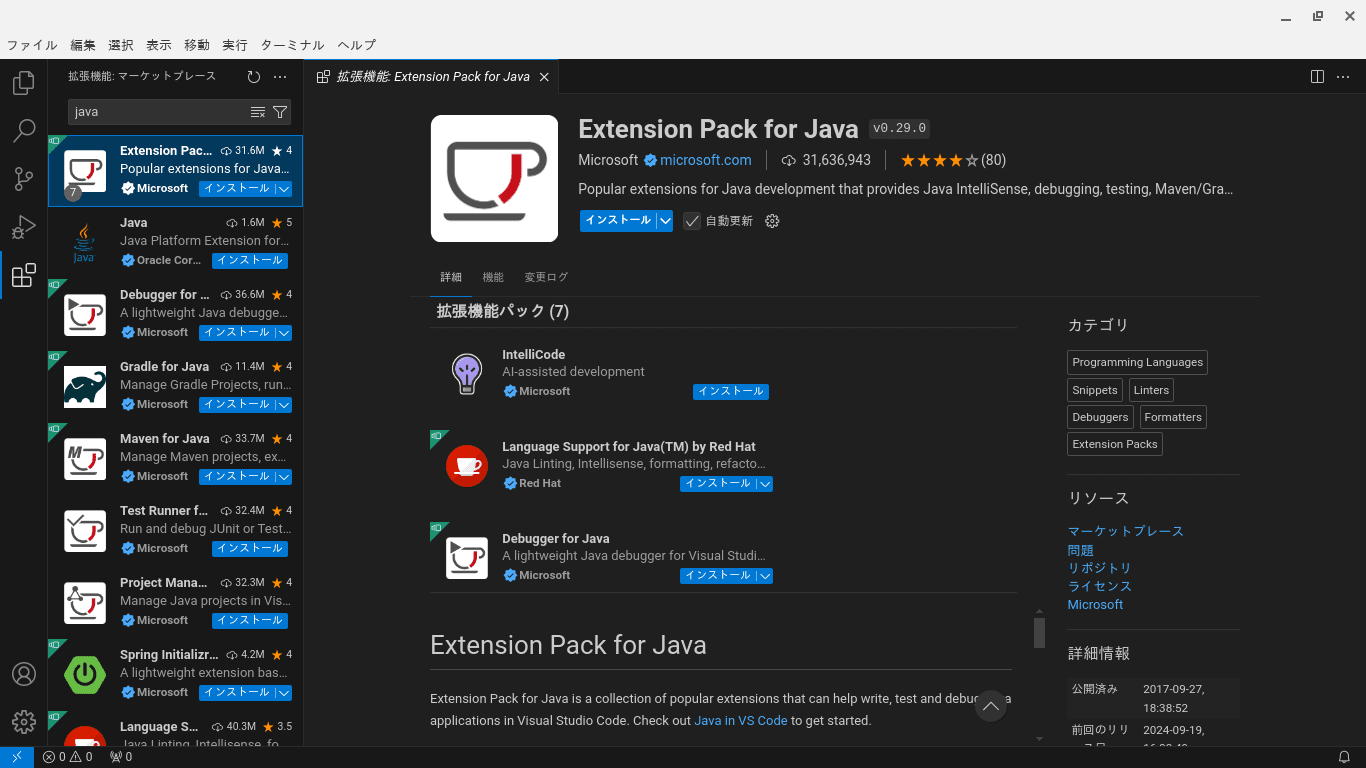 ファイル 編集 選択 表示 移動 実行 ターミナル ヘルプ
拡張機能: マーケットプレース
java
Extension Pac... 31.6M ★ 4
Popular extensions for Java...
7
Microsoft インストール
Java 1.6M ★ 5
Java Platform Extension for...
Java
Oracle Cor... インストール
Debugger for ... 36.6M ★ 4
A lightweight Java debugge...
Microsoft インストール
Gradle for Java 11.4M ★ 4
Manage Gradle Projects, run...
Microsoft インストール
Maven for Java 33.7M ★ 4
Manage Maven projects, ex...
Microsoft インストール
Test Runner f... 32.4M ★ 4
Run and debug JUnit or Test...
Microsoft インストール
Project Mana... 32.3M ★ 4
Manage Java projects in Vis...
Microsoft インストール
Spring Initializr... 4.2M ★ 4
A lightweight extension bas...
Microsoft インストール
Language S... 40.3M ★ 3.5
Java Linting, Intellisense, fo...
拡張機能: Extension Pack for Java
Extension Pack for Java v0.29.0
Microsoft microsoft.com 31,636,943 ★★★★☆(80)
Popular extensions for Java development that provides Java IntelliSense, debugging, testing, Maven/Gra...
インストール 自動更新
詳細 機能 変更ログ
拡張機能パック (7)
IntelliCode
AI-assisted development
Microsoft インストール
Language Support for Java(TM) by Red Hat
Java Linting, Intellisense, formatting, refacto...
Red Hat インストール
Debugger for Java
A lightweight Java debugger for Visual Studi...
Microsoft インストール
Extension Pack for Java
Extension Pack for Java is a collection of popular extensions that can help write, test and debug a
applications in Visual Studio Code. Check out Java in VS Code to get started.
カテゴリ
Programming Languages
Snippets Linters
Debuggers Formatters
Extension Packs
リソース
マーケットプレース
問題
リポジトリ
ライセンス
Microsoft
詳細情報
公開済み 2017-09-27,
18:38:52
前回のリリ 2024-09-19,
0 0 0